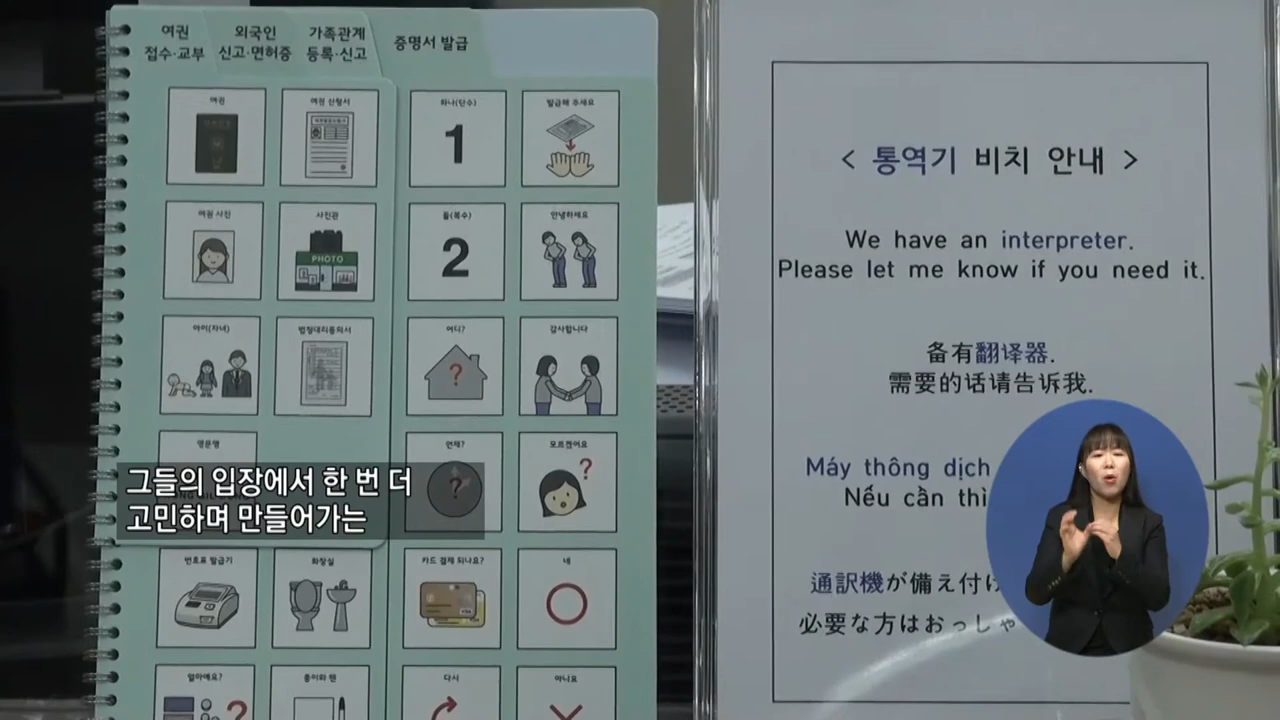 여권
접수·교부
외국인
신고·면허증
가족관계
등록·신고
증명서 발급
여권
여권 신청서
하나(단수)
1
발급해 주세요
여권 사진
사진관
PHOTO
둘(복수)
2
안녕하세요
아이(자녀)
법정대리동의서
어디?
?
감사합니다
영문명
언제?
?
모르겠어요
?
그들의 입장에서 한 번 더
고민하며 만들어가는
번호표 발급기
화장실
카드 결제 되나요?
VISA
네
얼마예요?
?
종이와 펜
다시
아니요
< 통역기 비치 안내 >
We have an interpreter.
Please let me know if you need it.
备有翻译器.
需要的话请告诉我.
Máy thông dịch
Nếu cần thì
通訳機が備え付け
必要な方はおっしゃ